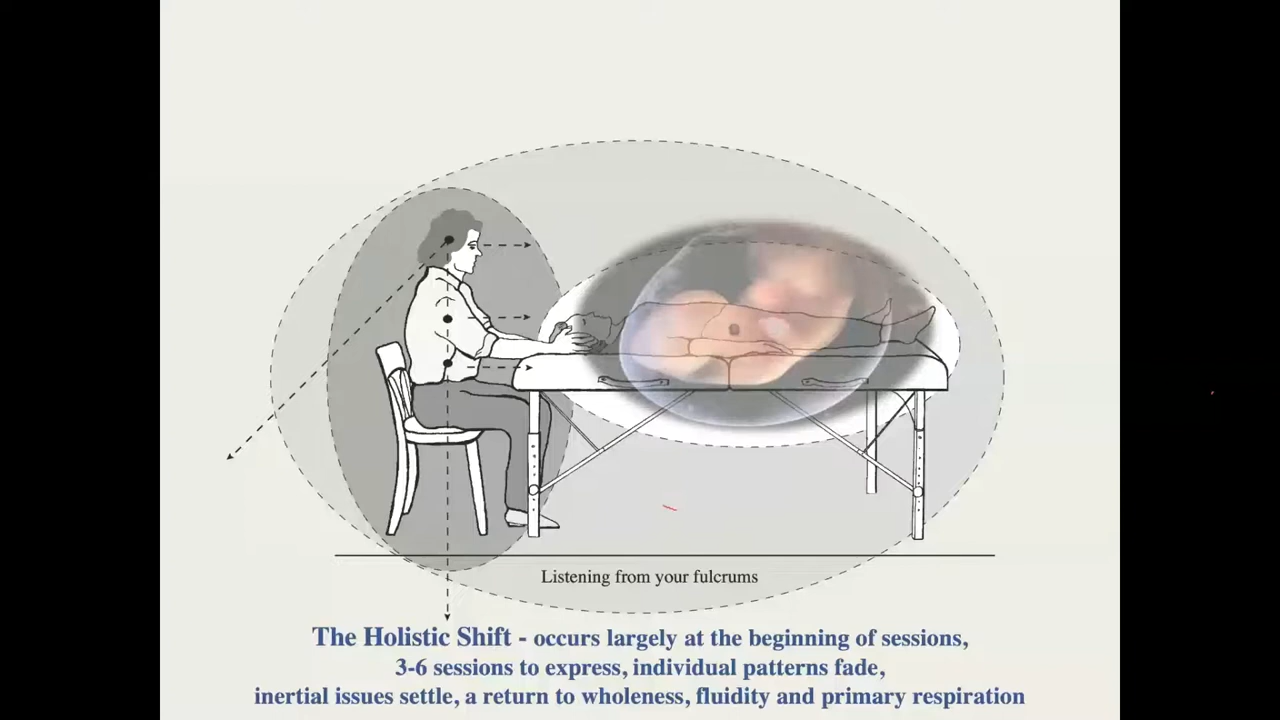 Listening from your fulcrums
The Holistic Shift - occurs largely at the beginning of sessions,
3-6 sessions to express, individual patterns fade,
inertial issues settle, a return to wholeness, fluidity and primary respiration